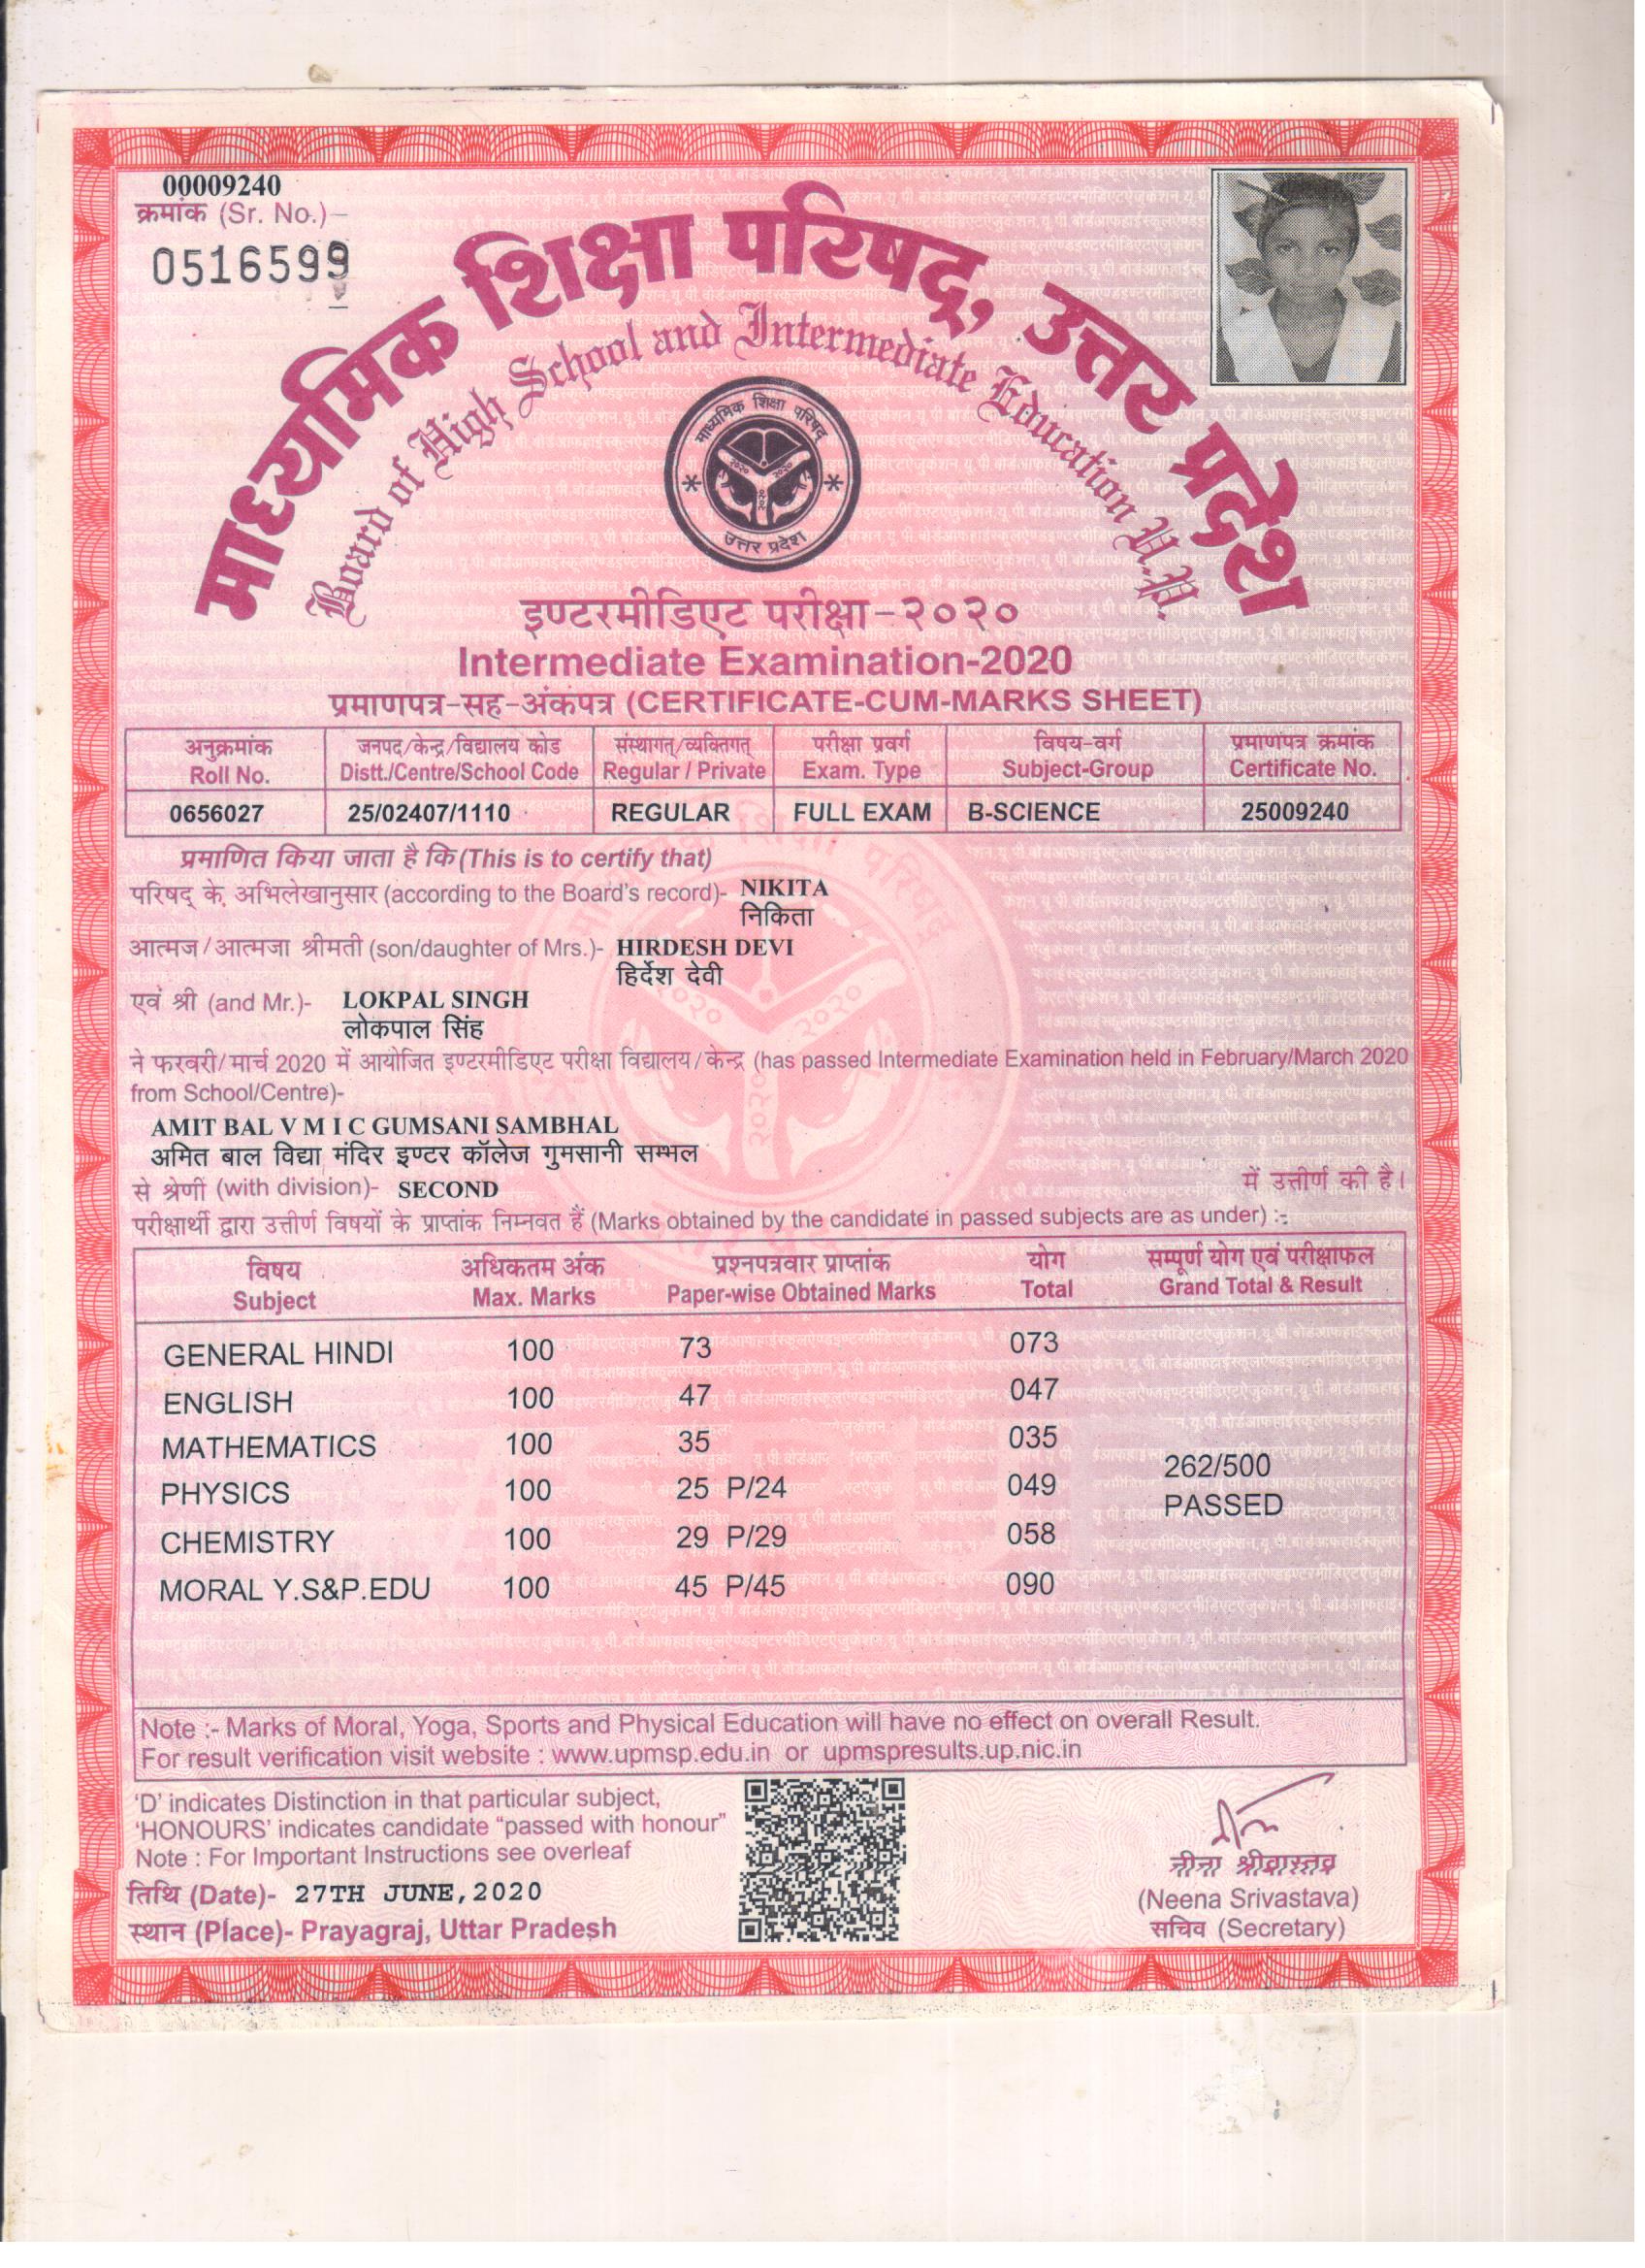 00009240
क्रमांक (Sr. No.)–
0516599
माध्यमिक शिक्षा परिषद्, उत्तर प्रदेश
Board of High School and Intermediate Education U.P.
माध्यमिक शिक्षा परिषद्
२०२० २०२०
२०२०
उत्तर प्रदेश
इण्टरमीडिएट परीक्षा–२०२०
Intermediate Examination-2020
प्रमाणपत्र-सह-अंकपत्र (CERTIFICATE-CUM-MARKS SHEET)
अनुक्रमांक जनपद/केन्द्र/विद्यालय कोड संस्थागत्/व्यक्तिगत् परीक्षा प्रवर्ग विषय-वर्ग प्रमाणपत्र क्रमांक
Roll No. Distt./Centre/School Code Regular / Private Exam. Type Subject-Group Certificate No.
0656027 25/02407/1110 REGULAR FULL EXAM B-SCIENCE 25009240
प्रमाणित किया जाता है कि (This is to certify that)
परिषद् के अभिलेखानुसार (according to the Board's record)- NIKITA
निकिता
आत्मज/आत्मजा श्रीमती (son/daughter of Mrs.)- HIRDESH DEVI
हिर्देश देवी
एवं श्री (and Mr.)- LOKPAL SINGH
लोकपाल सिंह
ने फरवरी/मार्च 2020 में आयोजित इण्टरमीडिएट परीक्षा विद्यालय/केन्द्र (has passed Intermediate Examination held in February/March 2020
from School/Centre)-
AMIT BAL V M I C GUMSANI SAMBHAL
अमित बाल विद्या मंदिर इण्टर कॉलेज गुमसानी सम्भल
से श्रेणी (with division)- SECOND में उत्तीर्ण की है।
परीक्षार्थी द्वारा उत्तीर्ण विषयों के प्राप्तांक निम्नवत हैं (Marks obtained by the candidate in passed subjects are as under) :-
विषय अधिकतम अंक प्रश्नपत्रवार प्राप्तांक योग सम्पूर्ण योग एवं परीक्षाफल
Subject Max. Marks Paper-wise Obtained Marks Total Grand Total & Result
GENERAL HINDI 100 73 073
ENGLISH 100 47 047
MATHEMATICS 100 35 035
262/500
PHYSICS 100 25 P/24 049
PASSED
CHEMISTRY 100 29 P/29 058
MORAL Y.S&P.EDU 100 45 P/45 090
Note :- Marks of Moral, Yoga, Sports and Physical Education will have no effect on overall Result.
For result verification visit website : www.upmsp.edu.in or upmspresults.up.nic.in
'D' indicates Distinction in that particular subject,
'HONOURS' indicates candidate "passed with honour"
Note : For Important Instructions see overleaf
तिथि (Date)- 27TH JUNE,2020
स्थान (Place)- Prayagraj, Uttar Pradesh
नीना श्रीवास्तव
(Neena Srivastava)
सचिव (Secretary)